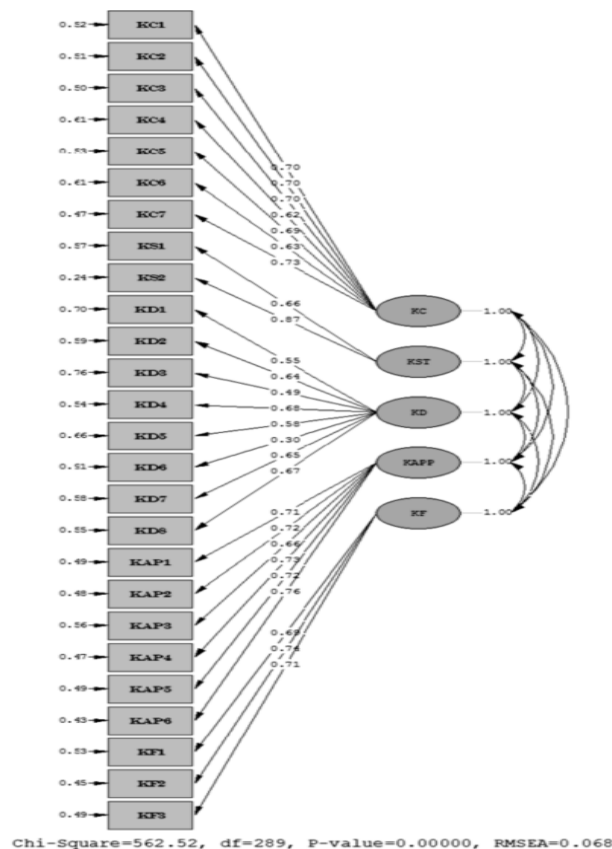 0.52 KC1
0.51 KC2
0.50 KC3
0.61 KC4
0.53 KC5
0.61 KC6
0.47 KC7
0.57 KS1
0.24 KS2
0.70 KD1
0.59 KD2
0.76 KD3
0.54 KD4
0.66 KD5
0.51 KD6
0.58 KD7
0.55 KD8
0.49 KAP1
0.48 KAP2
0.56 KAP3
0.47 KAP4
0.49 KAP5
0.43 KAP6
0.53 KF1
0.45 KF2
0.49 KF3
0.70
0.70
0.70
0.62
0.69
0.63
0.73
0.66
0.87
0.55
0.64
0.49
0.68
0.58
0.30
0.65
0.67
0.71
0.72
0.66
0.73
0.72
0.76
0.69
0.74
0.71
KC 1.00
KST 1.00
KD 1.00
KAPP 1.00
KF 1.00
Chi-Square=562.52, df=289, P-value=0.00000, RMSEA=0.068